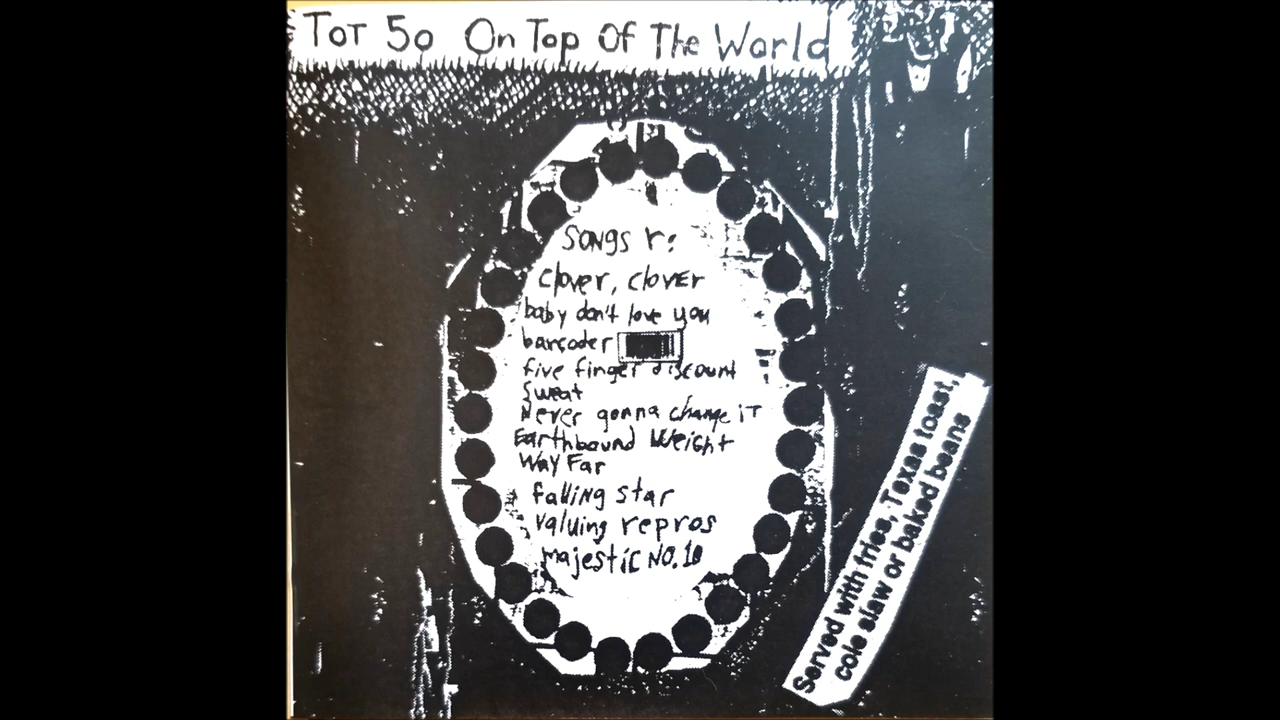 Tot 50 On Top Of The World
Songs r:
clover, clover
baby don't love you
barcoder
five finger discount
Sweat
Never gonna change iT
Earthbound Weight
Way Far
falling star
valuing repros
majestic NO. 10
Served with fries, Texas toast,
cole slaw or baked beans